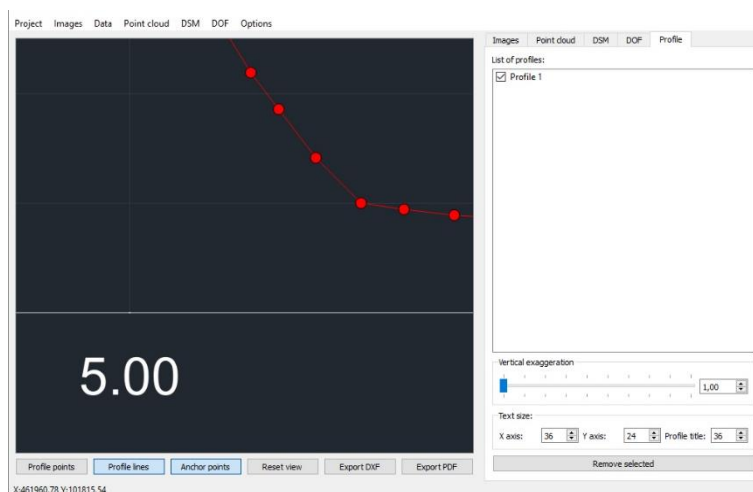 Project Images Data Point cloud DSM DOF Options
Images Point cloud DSM DOF Profile
List of profiles:
Profile 1
5.00
Vertical exaggeration
1,00
Text size:
X axis: 36 Y axis: 24 Profile title: 36
Remove selected
Profile points Profile lines Anchor points Reset view Export DXF Export PDF
X:461960.78 Y:101815.54